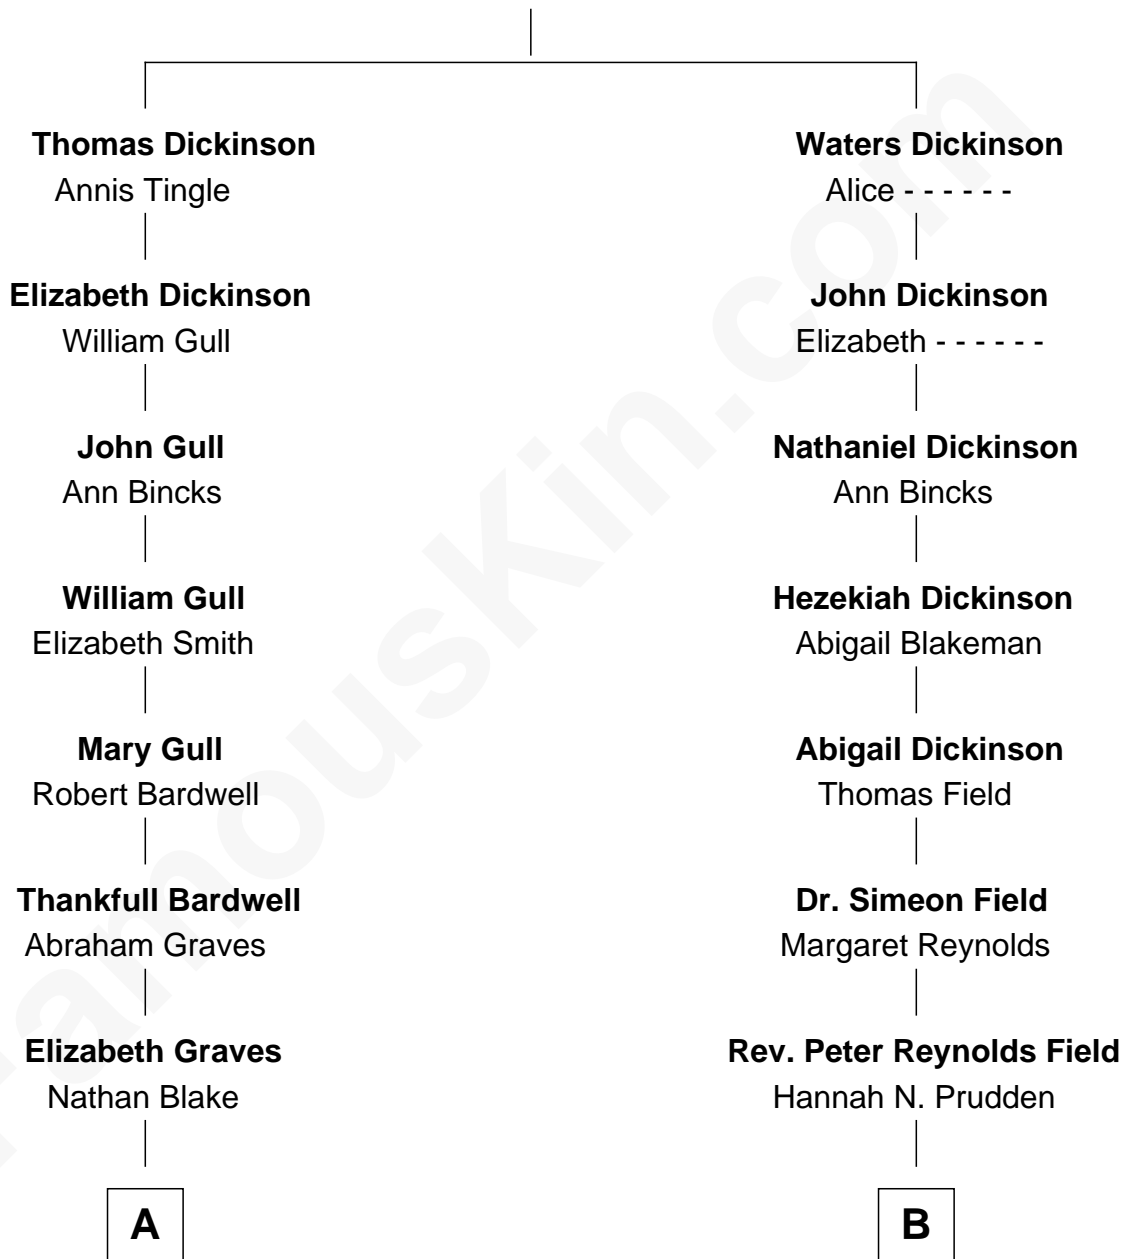 Thomas Dickinson
Annis Tingle
Elizabeth Dickinson
William Gull
John Gull
Ann Bincks
William Gull
Elizabeth Smith
Mary Gull
Robert Bardwell
Thankfull Bardwell
Abraham Graves
Elizabeth Graves
Nathan Blake
A
Waters Dickinson
Alice - - - - - -
John Dickinson
Elizabeth - - - - - -
Nathaniel Dickinson
Ann Bincks
Hezekiah Dickinson
Abigail Blakeman
Abigail Dickinson
Thomas Field
Dr. Simeon Field
Margaret Reynolds
Rev. Peter Reynolds Field
Hannah N. Prudden
B
FamousKin.com